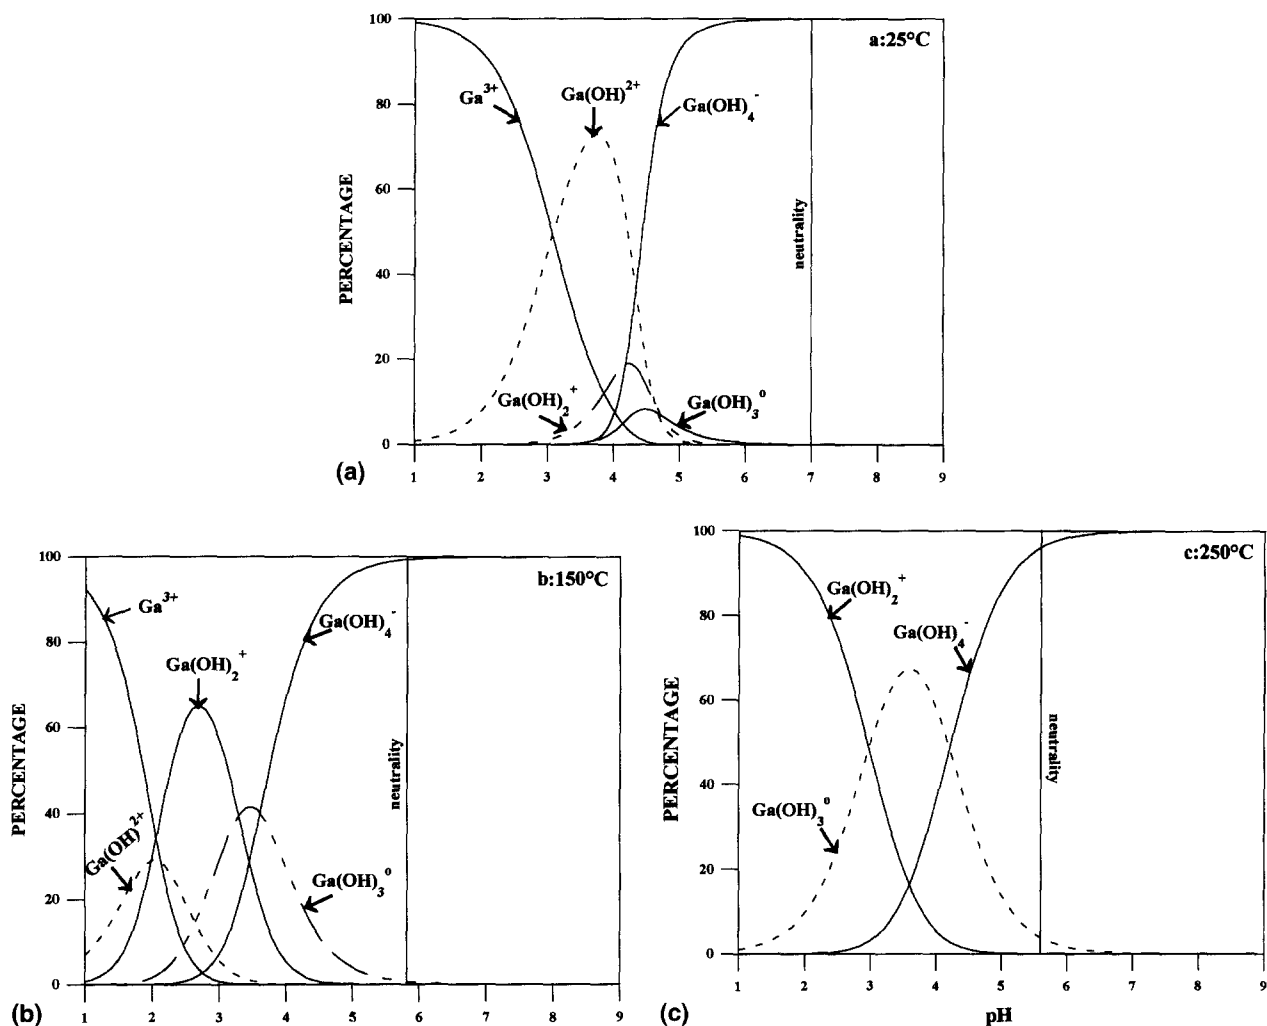 100
80
60
40
20
0
PERCENTAGE
a:25°C
Ga³⁺
Ga(OH)²⁺
Ga(OH)₄⁻
Ga(OH)₂⁺
Ga(OH)₃⁰
neutrality
1 2 3 4 5 6 7 8 9
(a)
100
80
60
40
20
0
PERCENTAGE
b:150°C
Ga³⁺
Ga(OH)₂⁺
Ga(OH)₄⁻
Ga(OH)²⁺
Ga(OH)₃⁰
neutrality
1 2 3 4 5 6 7 8 9
(b)
100
80
60
40
20
0
PERCENTAGE
c:250°C
Ga(OH)₂⁺
Ga(OH)₄⁻
Ga(OH)₃⁰
neutrality
1 2 3 4 5 6 7 8 9
(c)
pH